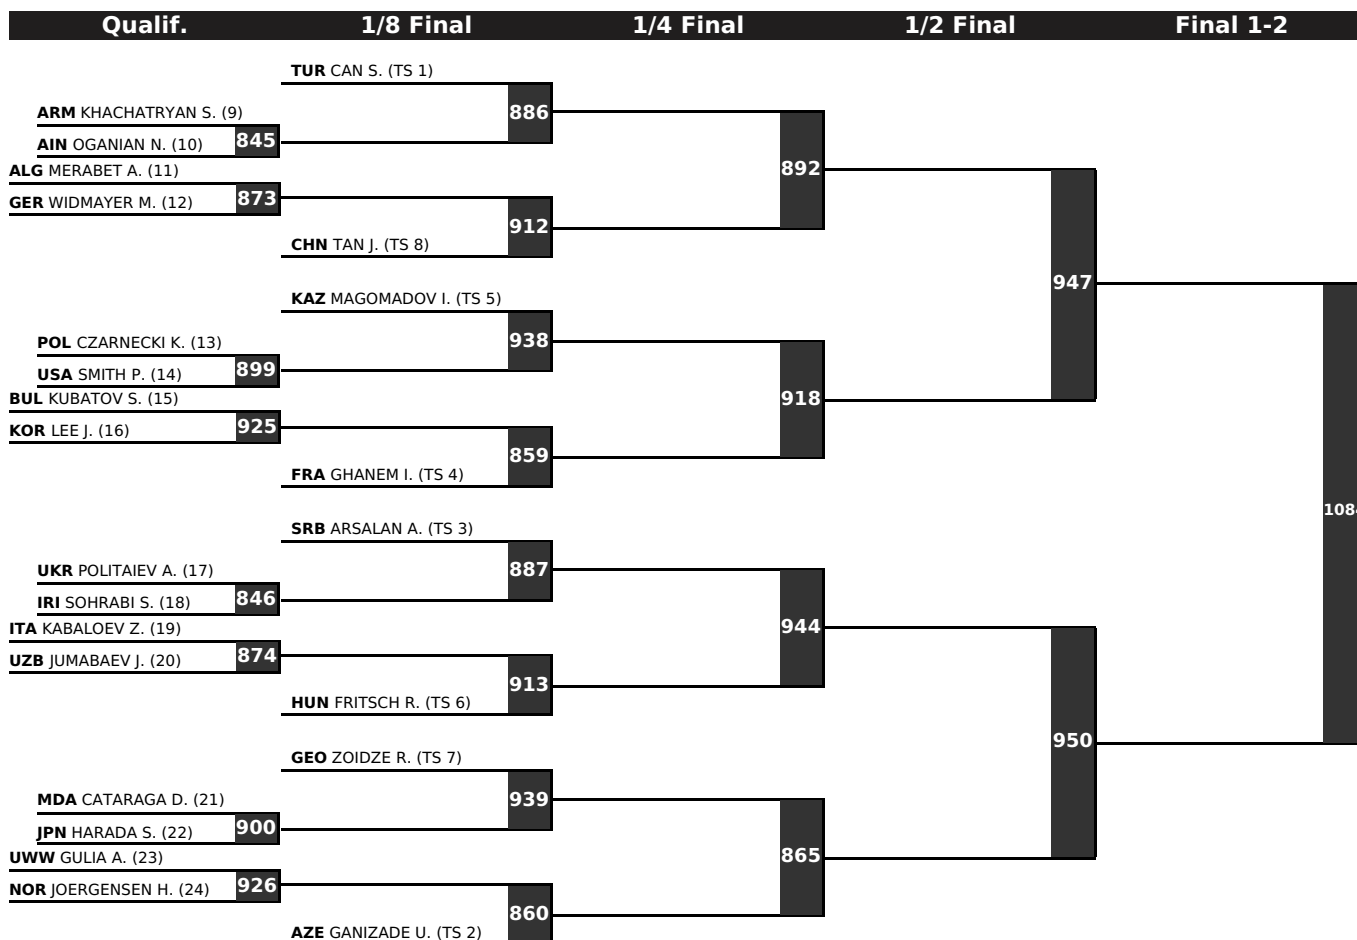 Qualif. 1/8 Final 1/4 Final 1/2 Final Final 1-2
TUR CAN S. (TS 1)
ARM KHACHATRYAN S. (9)
886
AIN OGANIAN N. (10) 845
ALG MERABET A. (11)
892
GER WIDMAYER M. (12) 873
912
CHN TAN J. (TS 8)
947
KAZ MAGOMADOV I. (TS 5)
POL CZARNECKI K. (13)
938
USA SMITH P. (14) 899
BUL KUBATOV S. (15)
918
KOR LEE J. (16) 925
859
FRA GHANEM I. (TS 4)
108
SRB ARSALAN A. (TS 3)
UKR POLITAIEV A. (17)
887
IRI SOHRABI S. (18) 846
ITA KABALOEV Z. (19)
944
UZB JUMABAEV J. (20) 874
913
HUN FRITSCH R. (TS 6)
950
GEO ZOIDZE R. (TS 7)
MDA CATARAGA D. (21)
939
JPN HARADA S. (22) 900
UWW GULIA A. (23)
865
NOR JOERGENSEN H. (24) 926
860
AZE GANIZADE U. (TS 2)